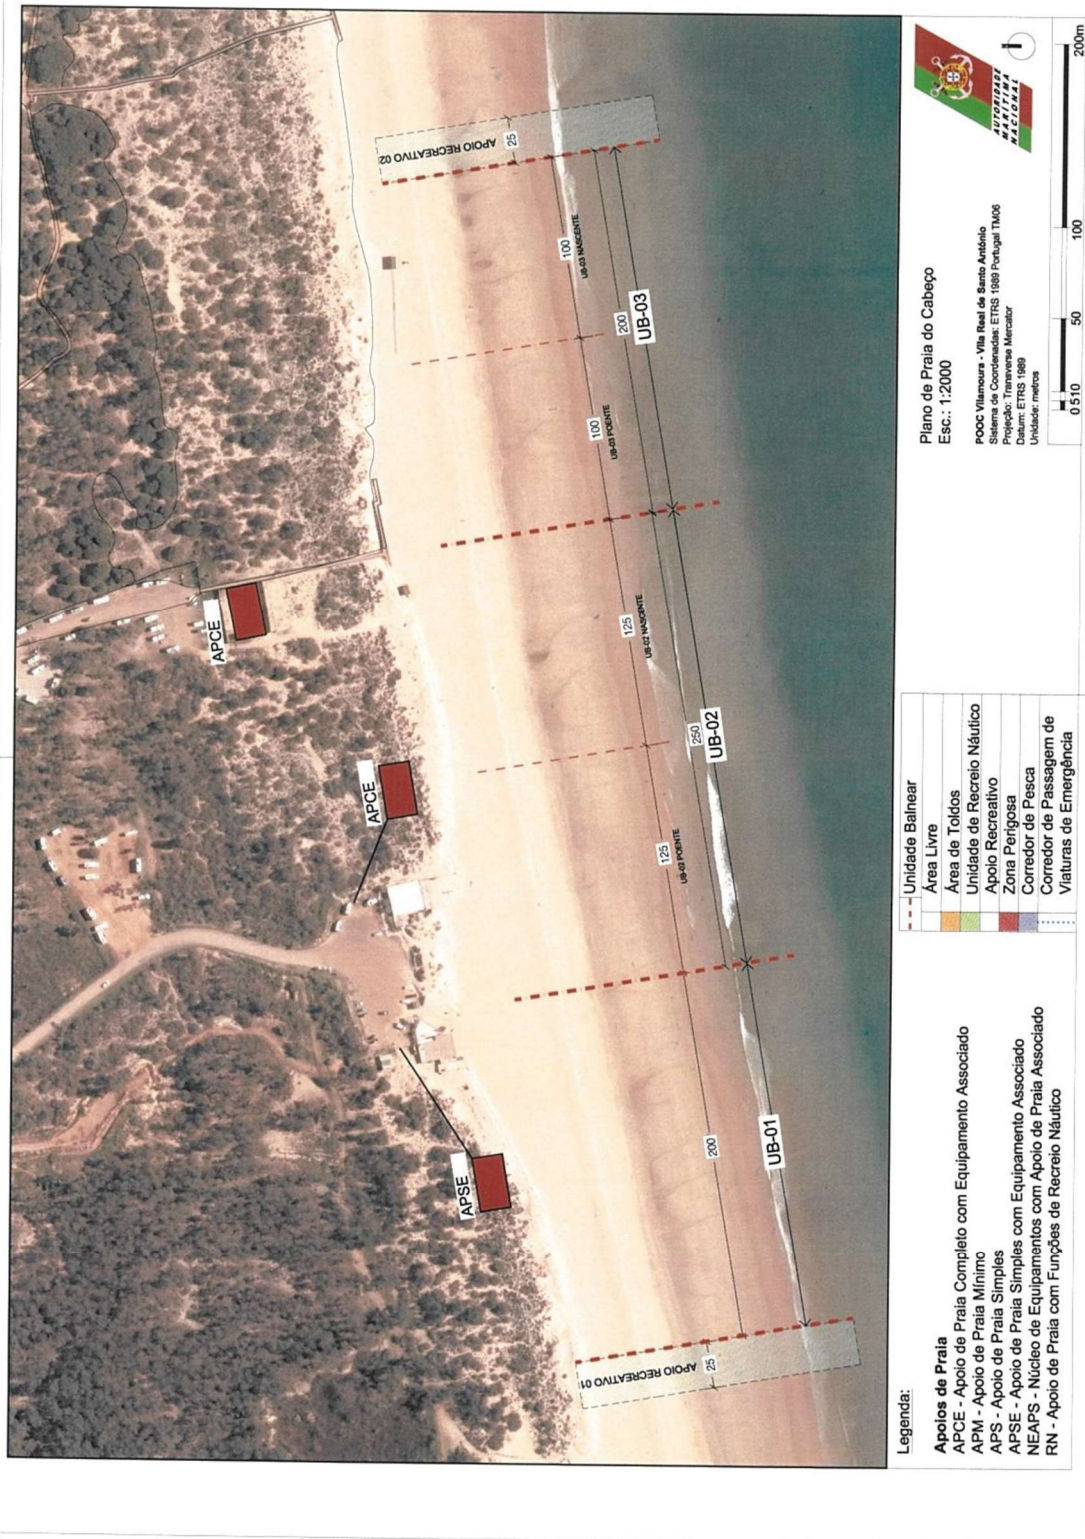 APCE
APCE
APSE
APOIO RECREATIVO 01
25
200
UB-01
125
UB-02 POENTE
250
UB-02
125
UB-02 NASCENTE
100
UB-03 POENTE
200
UB-03
100
UB-03 NASCENTE
APOIO RECREATIVO 02
25
Legenda:
Apoios de Praia
APCE - Apoio de Praia Completo com Equipamento Associado
APM - Apoio de Praia Mínimo
APS - Apoio de Praia Simples
APSE - Apoio de Praia Simples com Equipamento Associado
NEAPS - Núcleo de Equipamentos com Apoio de Praia Associado
RN - Apoio de Praia com Funções de Recreio Náutico
Unidade Balnear
Área Livre
Área de Toldos
Unidade de Recreio Náutico
Apoio Recreativo
Zona Perigosa
Corredor de Pesca
Corredor de Passagem de
Viaturas de Emergência
Plano de Praia do Cabeço
Esc.: 1:2000
POOC Vilamoura - Vila Real de Santo António
Sistema de Coordenadas: ETRS 1989 Portugal TM06
Projeção: Transverse Mercator
Datum: ETRS 1989
Unidade: metros
AUTORIDADE
MARÍTIMA
NACIONAL
0 5 10 50 100 200m